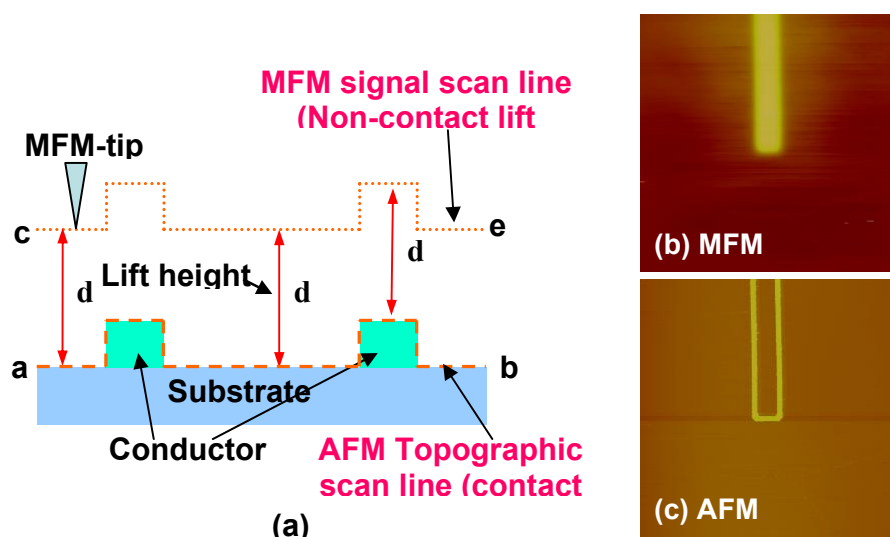 MFM signal scan line
(Non-contact lift
MFM-tip
c
e
d
Lift height
d
d
a
b
Substrate
Conductor
AFM Topographic
scan line (contact
(a)
(b) MFM
(c) AFM